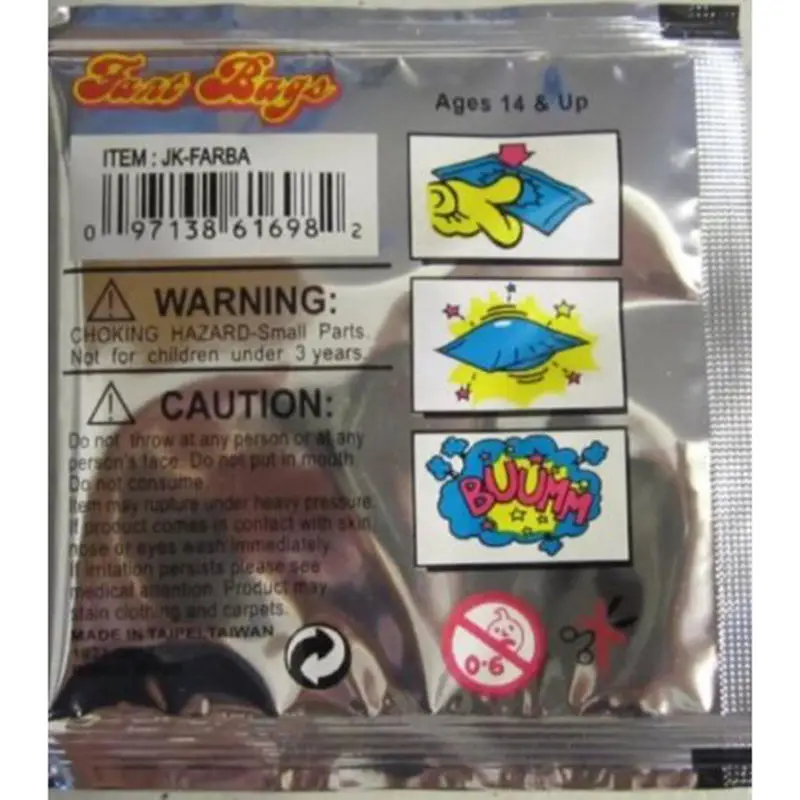 Fart Bags
Ages 14 & Up
ITEM : JK-FARBA
0 97138 61698 2
WARNING:
CHOKING HAZARD-Small Parts.
Not for children under 3 years.
CAUTION:
Do not throw at any person or at any
person's face. Do not put in mouth.
Do not consume.
Item may rupture under heavy pressure.
If product comes in contact with skin,
nose or eyes wash immediately.
If irritation persists please see
medical attention. Product may
stain clothing and carpets.
MADE IN TAIPEI,TAIWAN
BUUMM
0-6